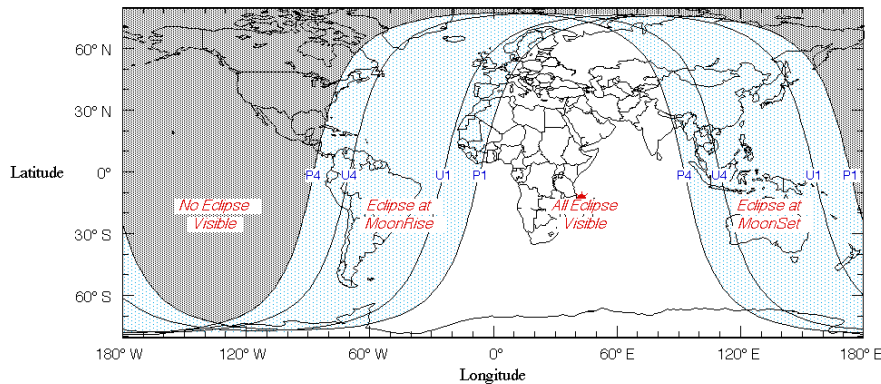 60° N
30° N
Latitude
0°
P4 U4 U1 P1 P4 U4 U1 P1
No Eclipse
Visible
Eclipse at
MoonRise
All Eclipse
Visible
Eclipse at
MoonSet
30° S
60° S
180° W 120° W 60° W 0° 60° E 120° E 180° E
Longitude